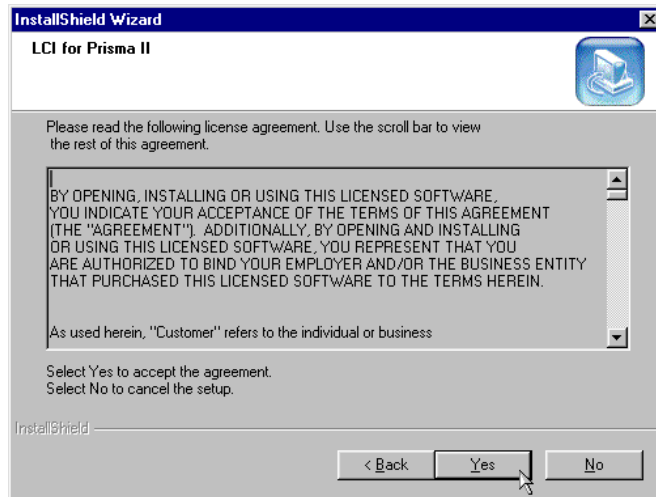 InstallShield Wizard
LCI for Prisma II
Please read the following license agreement. Use the scroll bar to view
the rest of this agreement.
BY OPENING, INSTALLING OR USING THIS LICENSED SOFTWARE,
YOU INDICATE YOUR ACCEPTANCE OF THE TERMS OF THIS AGREEMENT
(THE "AGREEMENT"). ADDITIONALLY, BY OPENING AND INSTALLING
OR USING THIS LICENSED SOFTWARE, YOU REPRESENT THAT YOU
ARE AUTHORIZED TO BIND YOUR EMPLOYER AND/OR THE BUSINESS ENTITY
THAT PURCHASED THIS LICENSED SOFTWARE TO THE TERMS HEREIN.
As used herein, "Customer" refers to the individual or business
Select Yes to accept the agreement.
Select No to cancel the setup.
InstallShield
< Back
Yes
No